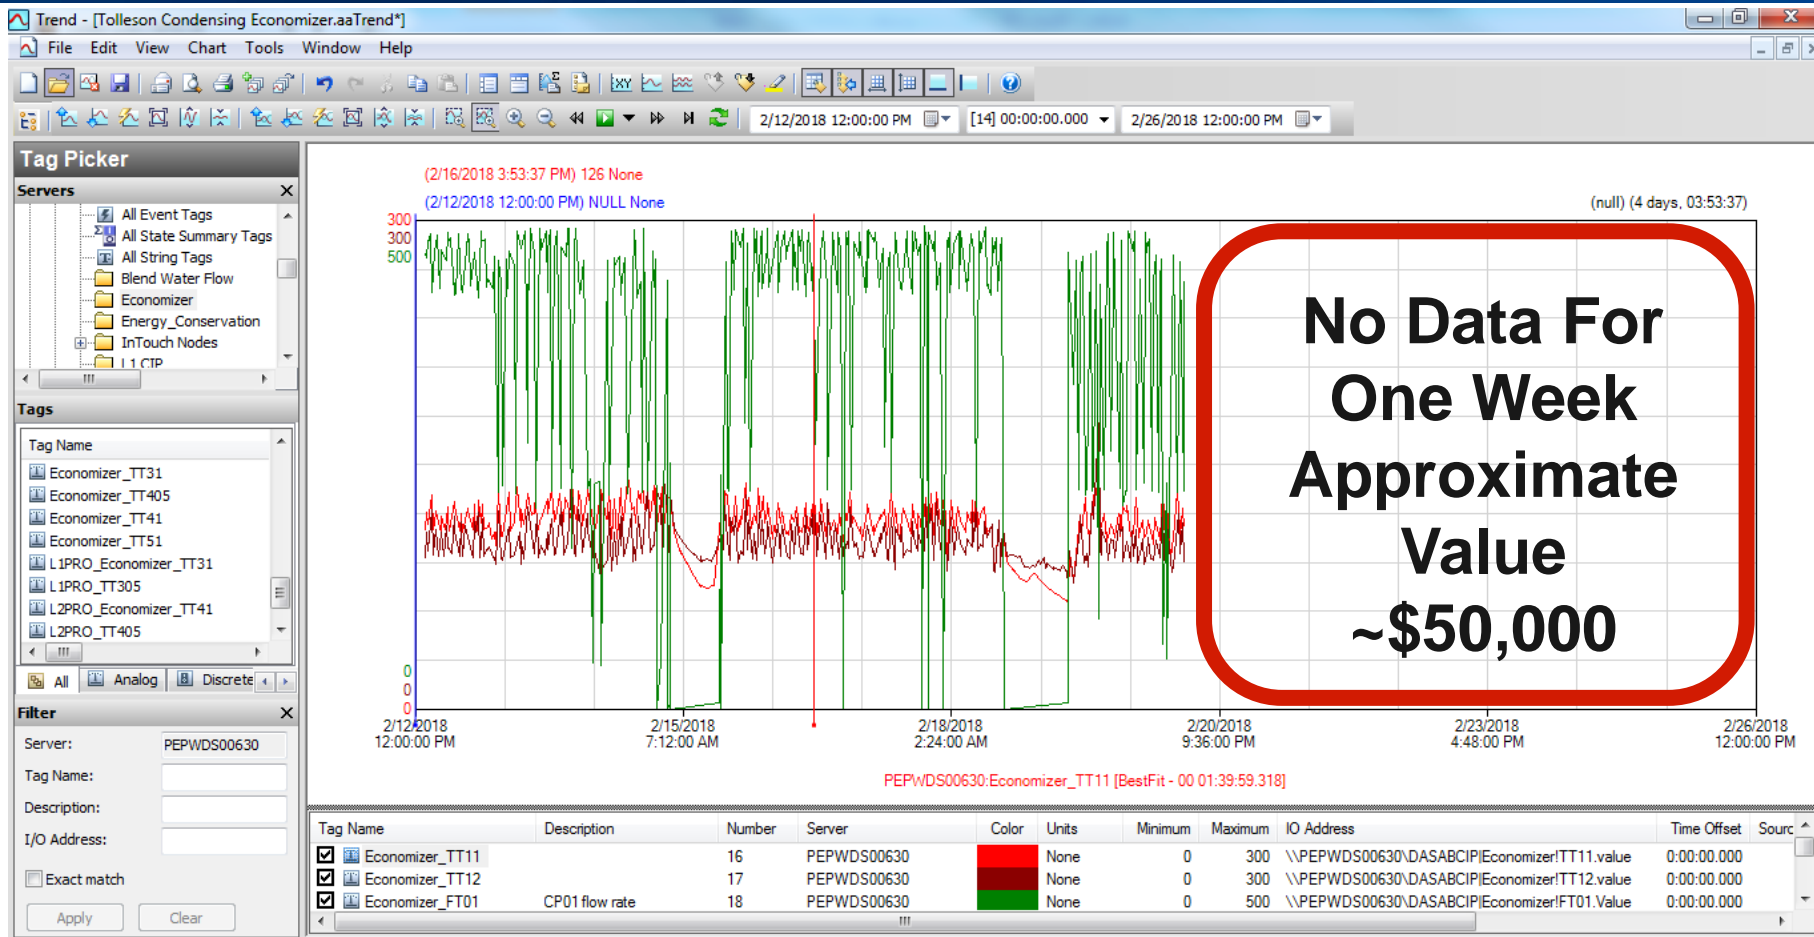 Trend - [Tolleson Condensing Economizer.aaTrend*]
File Edit View Chart Tools Window Help
2/12/2018 12:00:00 PM [14] 00:00:00.000 2/26/2018 12:00:00 PM
Tag Picker
Servers
All Event Tags
All State Summary Tags
All String Tags
Blend Water Flow
Economizer
Energy_Conservation
InTouch Nodes
L1 CIP
Tags
Tag Name
Economizer_TT31
Economizer_TT405
Economizer_TT41
Economizer_TT51
L1PRO_Economizer_TT31
L1PRO_TT305
L2PRO_Economizer_TT41
L2PRO_TT405
All Analog Discrete
Filter
Server: PEPWDS00630
Tag Name:
Description:
I/O Address:
Exact match
Apply Clear
(2/16/2018 3:53:37 PM) 126 None
(2/12/2018 12:00:00 PM) NULL None
(null) (4 days, 03:53:37)
300
300
500
0
0
0
No Data For
One Week
Approximate
Value
~$50,000
2/12/2018 2/15/2018 2/18/2018 2/20/2018 2/23/2018 2/26/2018
12:00:00 PM 7:12:00 AM 2:24:00 AM 9:36:00 PM 4:48:00 PM 12:00:00 PM
PEPWDS00630:Economizer_TT11 [BestFit - 00 01:39:59.318]
Tag Name Description Number Server Color Units Minimum Maximum IO Address Time Offset Sourc
Economizer_TT11 16 PEPWDS00630 None 0 300 \\PEPWDS00630\DASABCIP|Economizer!TT11.value 0:00:00.000
Economizer_TT12 17 PEPWDS00630 None 0 300 \\PEPWDS00630\DASABCIP|Economizer!TT12.value 0:00:00.000
Economizer_FT01 CP01 flow rate 18 PEPWDS00630 None 0 500 \\PEPWDS00630\DASABCIP|Economizer!FT01.Value 0:00:00.000